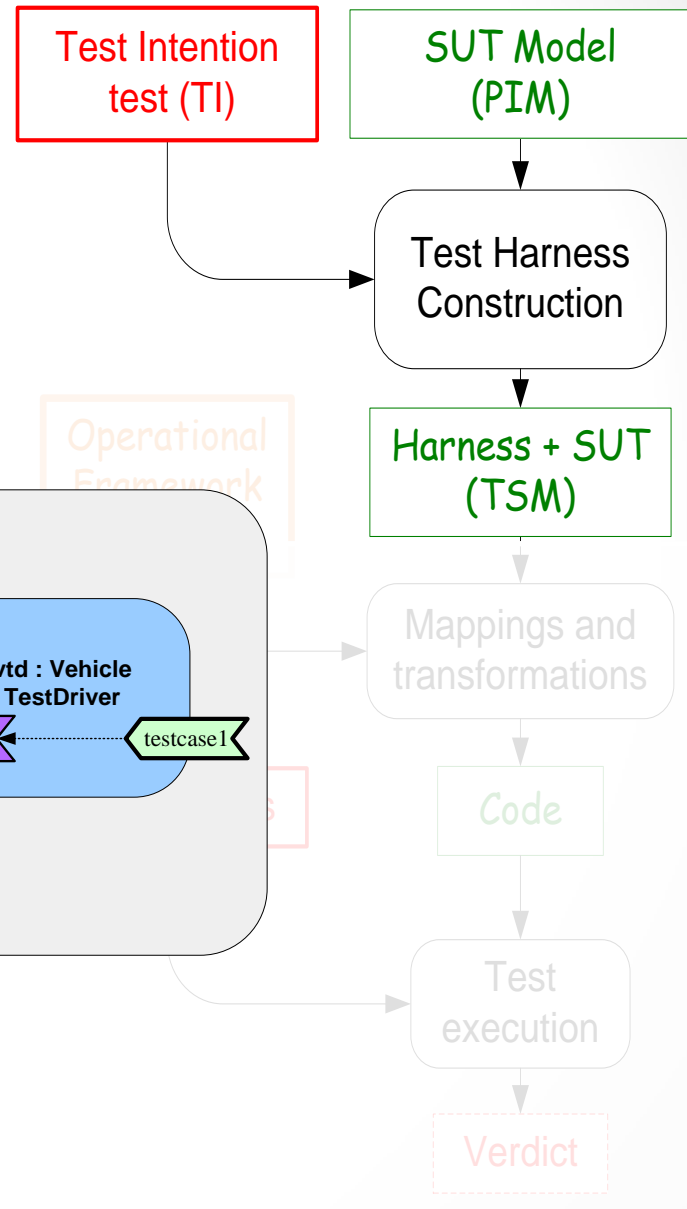 Test Intention
test (TI)
SUT Model
(PIM)
Test Harness
Construction
Operational
Framework
Harness + SUT
(TSM)
Mappings and
transformations
vtd : Vehicle
TestDriver
testcase1
s
Code
Test
execution
Verdict